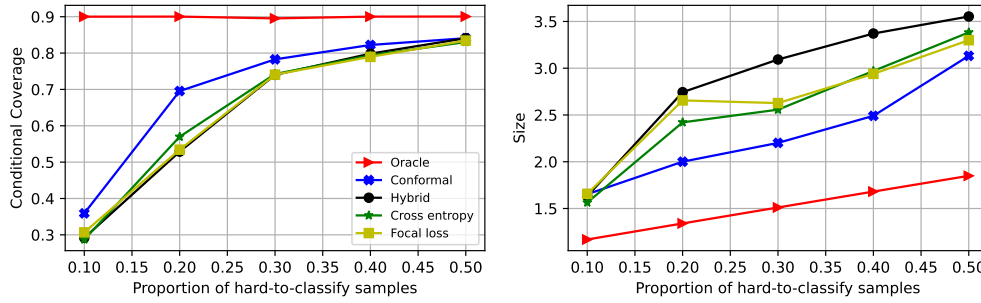 Conditional Coverage
0.9
0.8
0.7
0.6
0.5
0.4
0.3
Oracle
Conformal
Hybrid
Cross entropy
Focal loss
0.10 0.15 0.20 0.25 0.30 0.35 0.40 0.45 0.50
Proportion of hard-to-classify samples
Size
3.5
3.0
2.5
2.0
1.5
0.10 0.15 0.20 0.25 0.30 0.35 0.40 0.45 0.50
Proportion of hard-to-classify samples